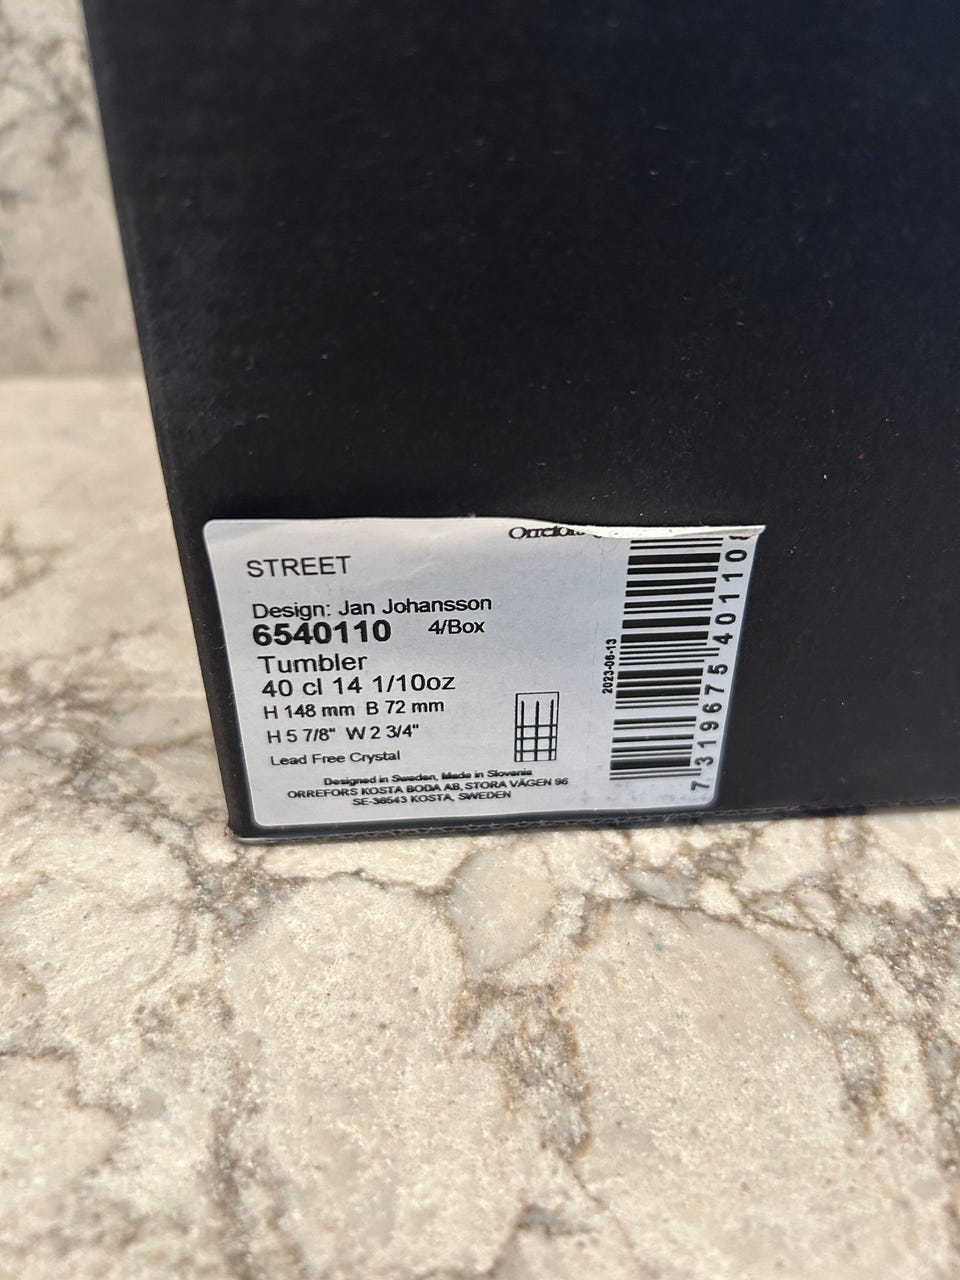 STREET
Design: Jan Johansson
6540110 4/Box
Tumbler
40 cl 14 1/10oz
H 148 mm B 72 mm
H 5 7/8" W 2 3/4"
Lead Free Crystal
Designed in Sweden, Made in Slovenia
ORREFORS KOSTA BODA AB, STORA VÄGEN 96
SE-36543 KOSTA, SWEDEN
2023-06-13
7 319675 40110